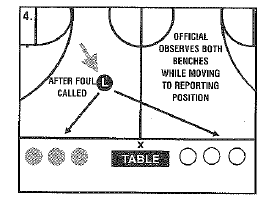 4.
OFFICIAL
OBSERVES BOTH
BENCHES
WHILE MOVING
TO REPORTING
POSITION
AFTER FOUL
CALLED
L
X
TABLE